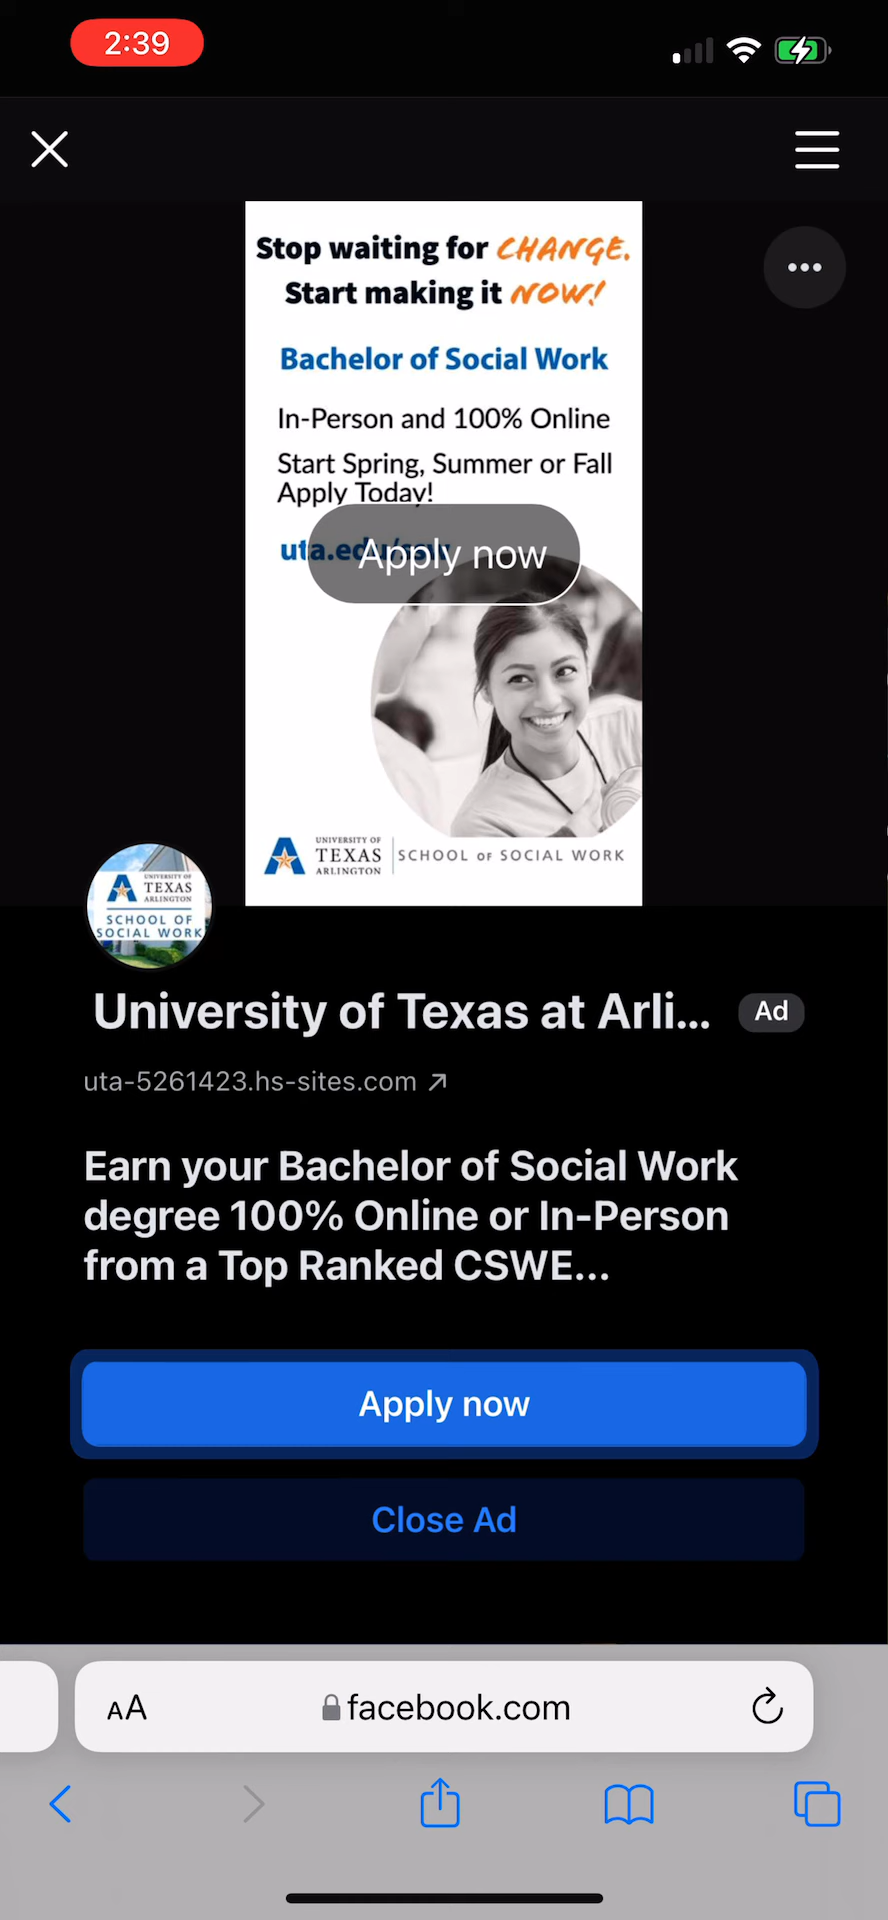 2:39
Stop waiting for CHANGE.
Start making it NOW!
Bachelor of Social Work
In-Person and 100% Online
Start Spring, Summer or Fall
Apply Today!
uta.edu/ssw
Apply now
UNIVERSITY OF
TEXAS
ARLINGTON
SCHOOL OF SOCIAL WORK
UNIVERSITY OF
TEXAS
ARLINGTON
SCHOOL OF
SOCIAL WORK
University of Texas at Arli...
Ad
uta-5261423.hs-sites.com
Earn your Bachelor of Social Work
degree 100% Online or In-Person
from a Top Ranked CSWE...
Apply now
Close Ad
AA
facebook.com